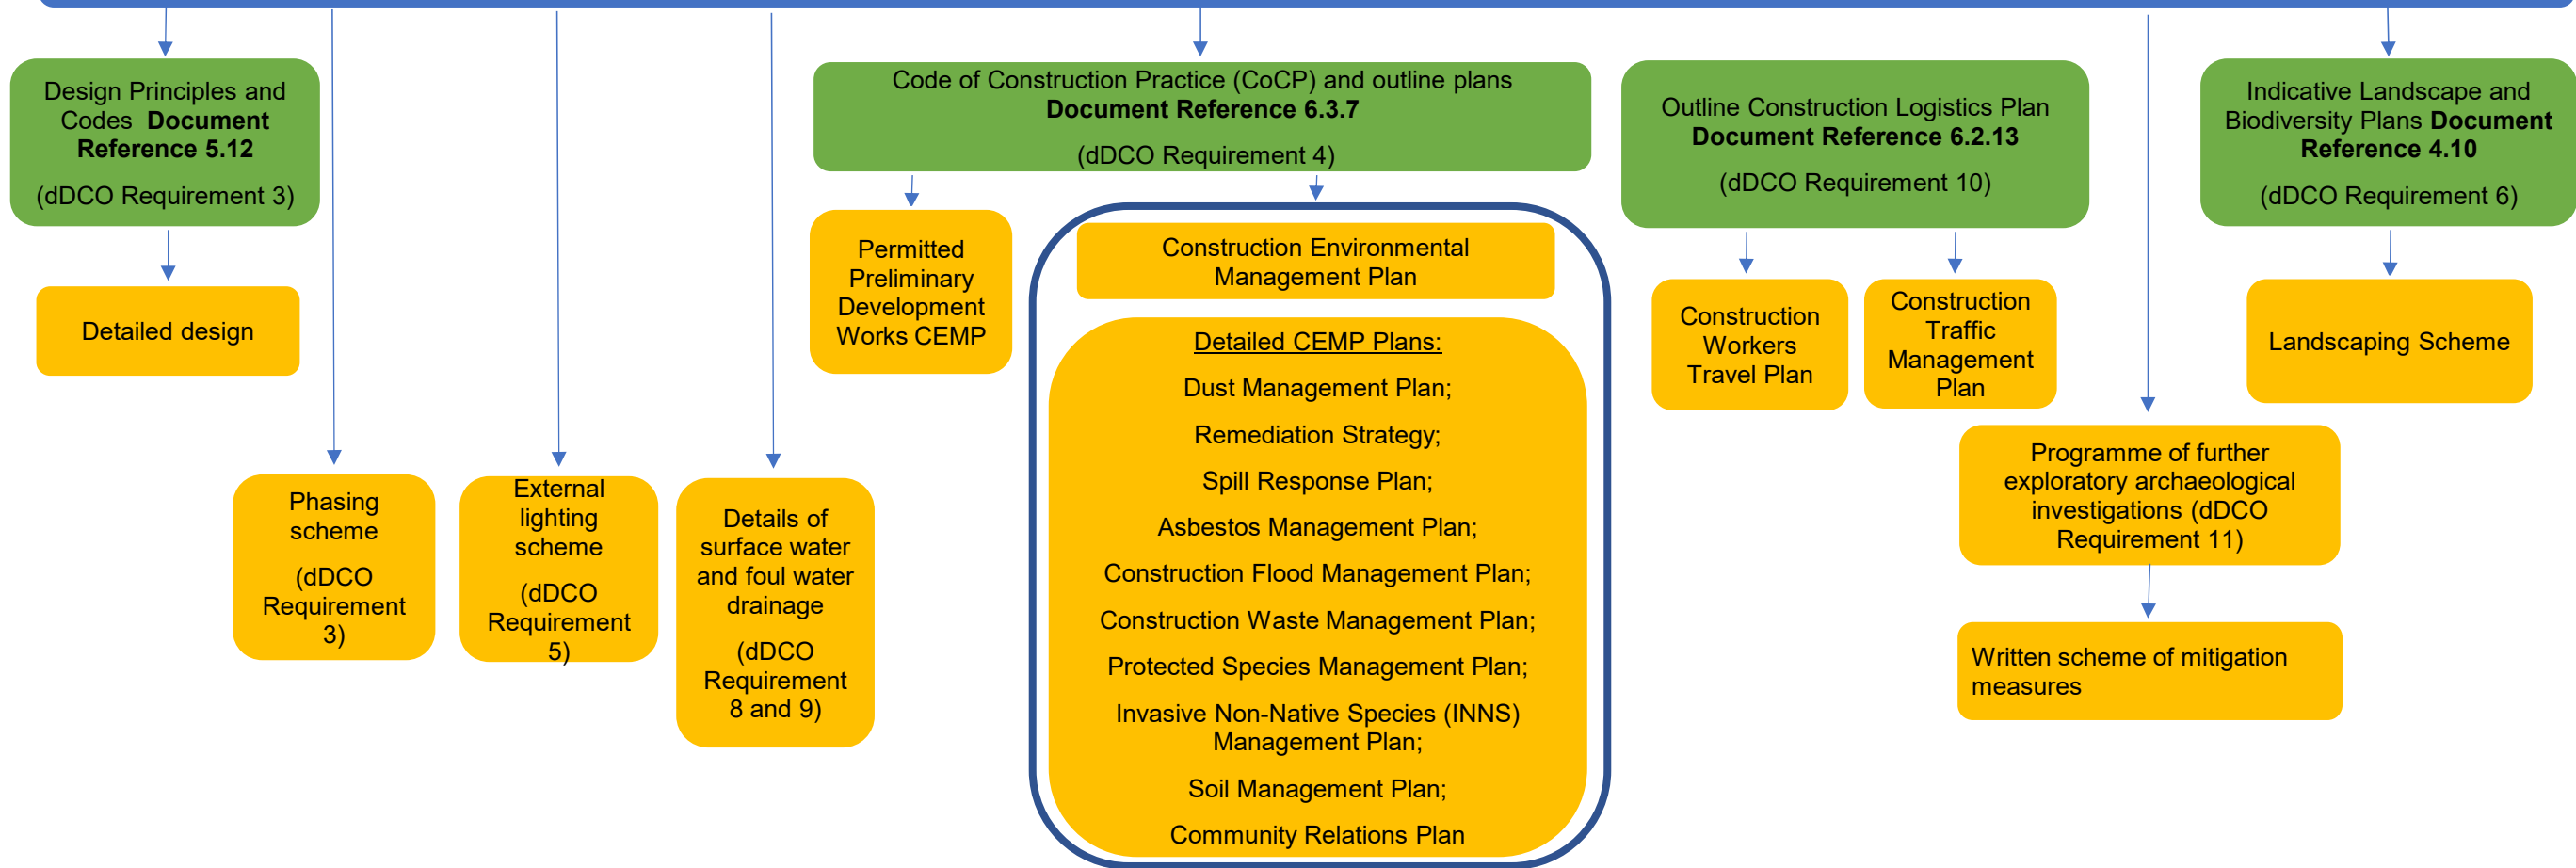 Design Principles and
Codes Document
Reference 5.12
(dDCO Requirement 3)
Detailed design
Phasing
scheme
(dDCO
Requirement
3)
External
lighting
scheme
(dDCO
Requirement
5)
Details of
surface water
and foul water
drainage
(dDCO
Requirement
8 and 9)
Code of Construction Practice (CoCP) and outline plans
Document Reference 6.3.7
(dDCO Requirement 4)
Permitted
Preliminary
Development
Works CEMP
Construction Environmental
Management Plan
Detailed CEMP Plans:
Dust Management Plan;
Remediation Strategy;
Spill Response Plan;
Asbestos Management Plan;
Construction Flood Management Plan;
Construction Waste Management Plan;
Protected Species Management Plan;
Invasive Non-Native Species (INNS)
Management Plan;
Soil Management Plan;
Community Relations Plan
Outline Construction Logistics Plan
Document Reference 6.2.13
(dDCO Requirement 10)
Construction
Workers
Travel Plan
Construction
Traffic
Management
Plan
Programme of further
exploratory archaeological
investigations (dDCO
Requirement 11)
Written scheme of mitigation
measures
Indicative Landscape and
Biodiversity Plans Document
Reference 4.10
(dDCO Requirement 6)
Landscaping Scheme